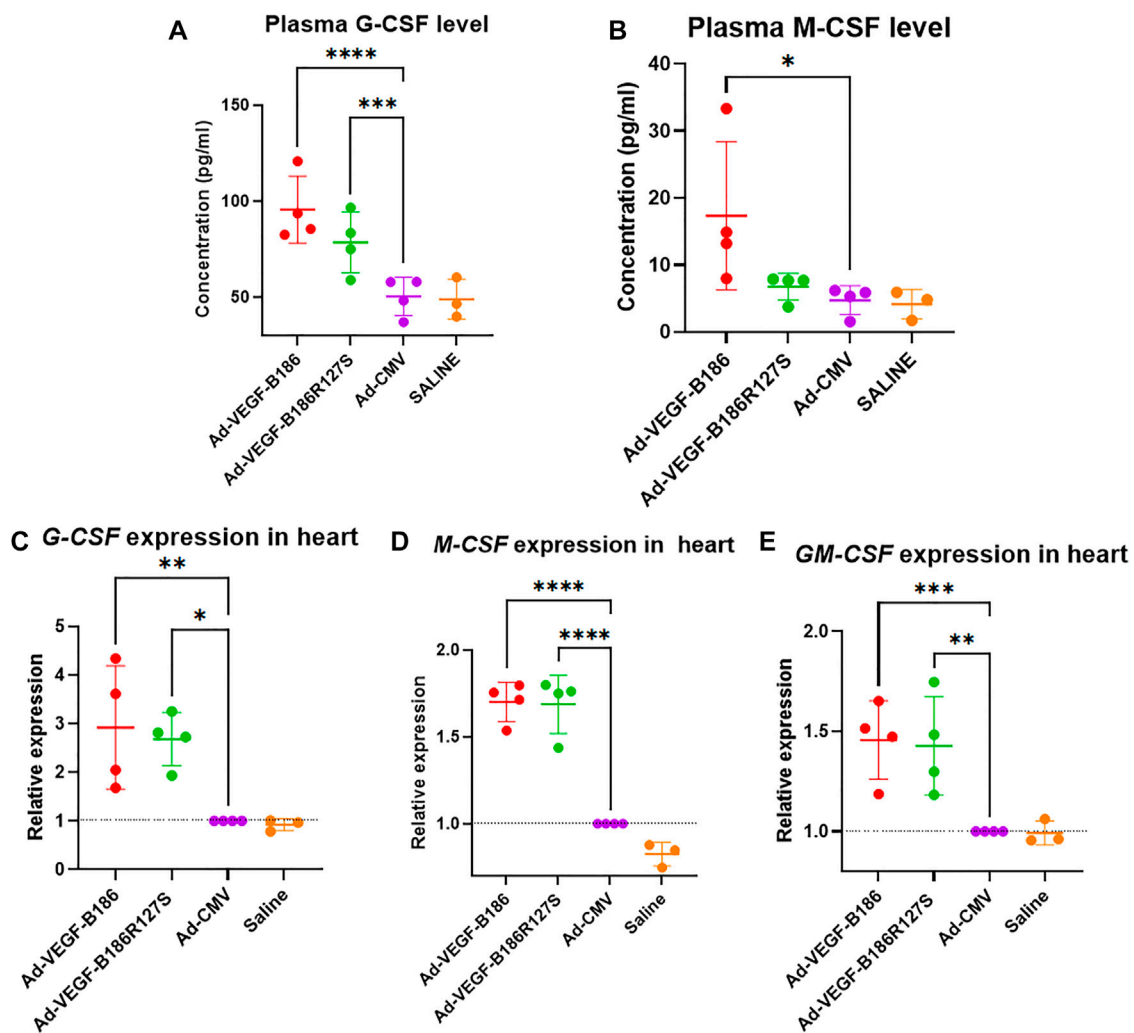 A
Plasma G-CSF level
****
***
Concentration (pg/ml)
150
100
50
Ad-VEGF-B186
Ad-VEGF-B186R127S
Ad-CMV
SALINE
B
Plasma M-CSF level
*
Concentration (pg/ml)
40
30
20
10
0
Ad-VEGF-B186
Ad-VEGF-B186R127S
Ad-CMV
SALINE
C
G-CSF expression in heart
**
*
Relative expression
5
4
3
2
1
0
Ad-VEGF-B186
Ad-VEGF-B186R127S
Ad-CMV
Saline
D
M-CSF expression in heart
****
****
Relative expression
2.0
1.5
1.0
Ad-VEGF-B186
Ad-VEGF-B186R127S
Ad-CMV
Saline
E
GM-CSF expression in heart
***
**
Relative expression
2.0
1.5
1.0
Ad-VEGF-B186
Ad-VEGF-B186R127S
Ad-CMV
Saline